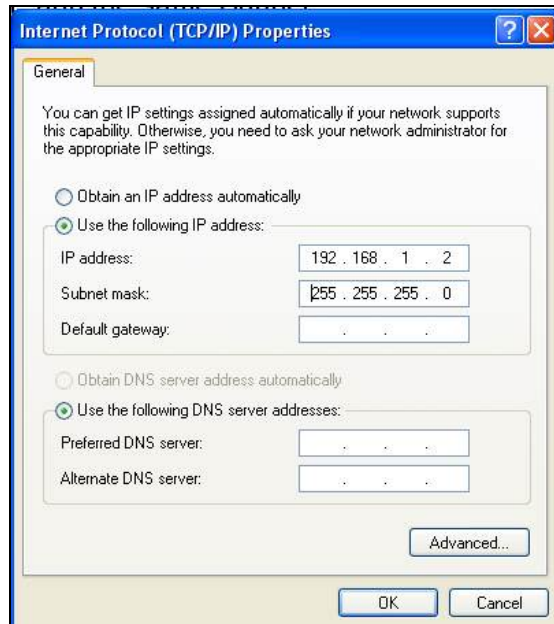 Internet Protocol (TCP/IP) Properties
General
You can get IP settings assigned automatically if your network supports
this capability. Otherwise, you need to ask your network administrator for
the appropriate IP settings.
Obtain an IP address automatically
Use the following IP address:
IP address: 192 . 168 . 1 . 2
Subnet mask: 255 . 255 . 255 . 0
Default gateway: . . .
Obtain DNS server address automatically
Use the following DNS server addresses:
Preferred DNS server: . . .
Alternate DNS server: . . .
Advanced...
OK Cancel